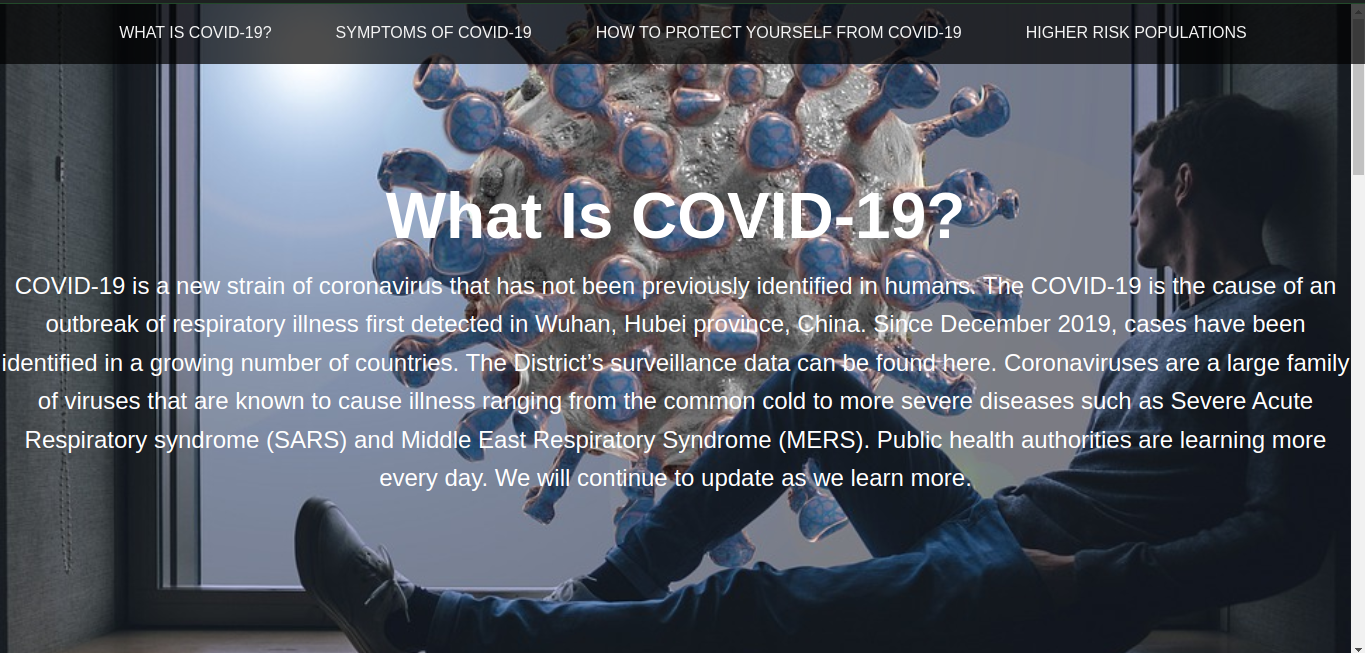 WHAT IS COVID-19? SYMPTOMS OF COVID-19 HOW TO PROTECT YOURSELF FROM COVID-19 HIGHER RISK POPULATIONS
What Is COVID-19?
COVID-19 is a new strain of coronavirus that has not been previously identified in humans. The COVID-19 is the cause of an
outbreak of respiratory illness first detected in Wuhan, Hubei province, China. Since December 2019, cases have been
identified in a growing number of countries. The District’s surveillance data can be found here. Coronaviruses are a large family
of viruses that are known to cause illness ranging from the common cold to more severe diseases such as Severe Acute
Respiratory syndrome (SARS) and Middle East Respiratory Syndrome (MERS). Public health authorities are learning more
every day. We will continue to update as we learn more.